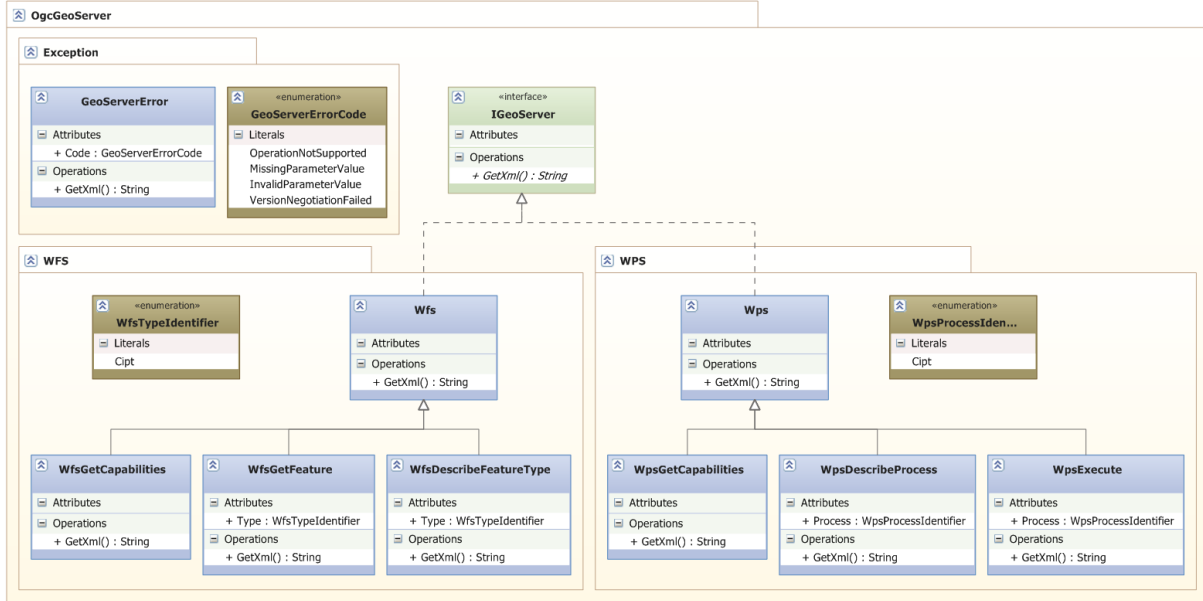 OgcGeoServer
Exception
GeoServerError
Attributes
+ Code : GeoServerErrorCode
Operations
+ GetXml() : String
«enumeration»
GeoServerErrorCode
Literals
OperationNotSupported
MissingParameterValue
InvalidParameterValue
VersionNegotiationFailed
«interface»
IGeoServer
Attributes
Operations
+ GetXml() : String
WFS
«enumeration»
WfsTypeIdentifier
Literals
Cipt
Wfs
Attributes
Operations
+ GetXml() : String
WfsGetCapabilities
Attributes
Operations
+ GetXml() : String
WfsGetFeature
Attributes
+ Type : WfsTypeIdentifier
Operations
+ GetXml() : String
WfsDescribeFeatureType
Attributes
+ Type : WfsTypeIdentifier
Operations
+ GetXml() : String
WPS
Wps
Attributes
Operations
+ GetXml() : String
«enumeration»
WpsProcessIden...
Literals
Cipt
WpsGetCapabilities
Attributes
Operations
+ GetXml() : String
WpsDescribeProcess
Attributes
+ Process : WpsProcessIdentifier
Operations
+ GetXml() : String
WpsExecute
Attributes
+ Process : WpsProcessIdentifier
Operations
+ GetXml() : String